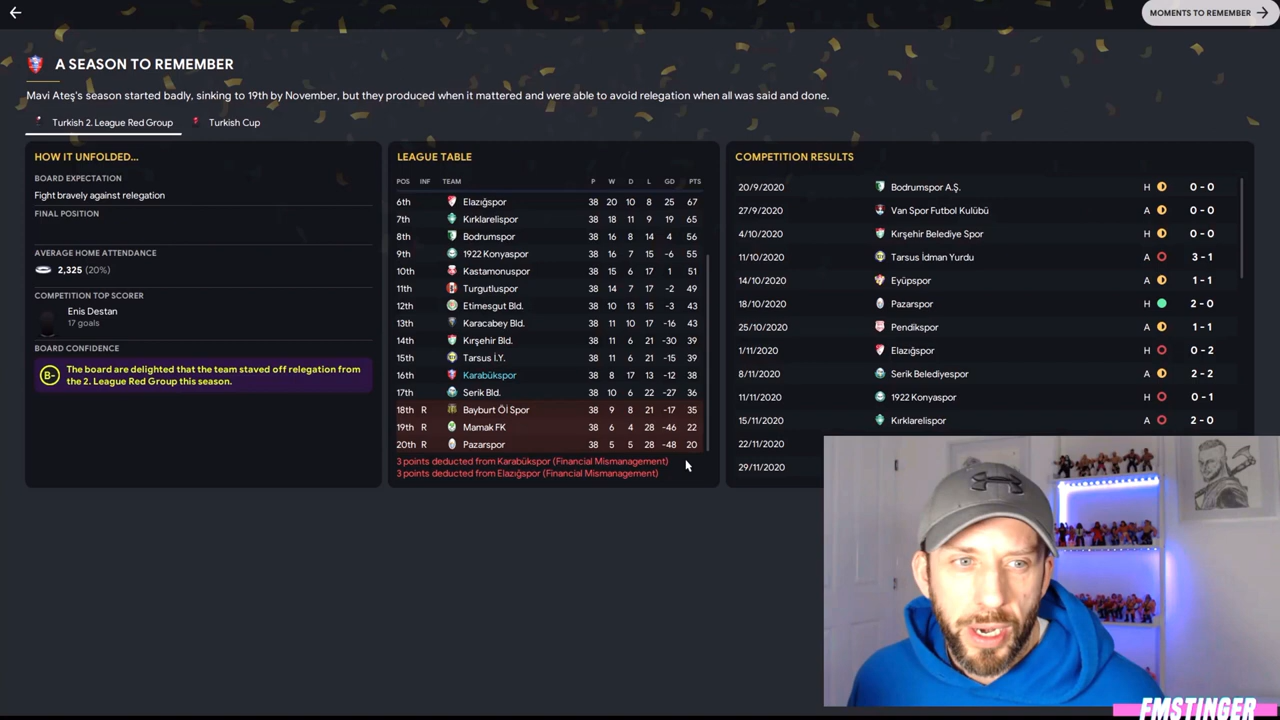 MOMENTS TO REMEMBER
A SEASON TO REMEMBER
Mavi Ateş's season started badly, sinking to 19th by November, but they produced when it mattered and were able to avoid relegation when all was said and done.
Turkish 2. League Red Group
Turkish Cup
HOW IT UNFOLDED...
BOARD EXPECTATION
Fight bravely against relegation
FINAL POSITION
AVERAGE HOME ATTENDANCE
2,325 (20%)
COMPETITION TOP SCORER
Enis Destan
17 goals
BOARD CONFIDENCE
B-
The board are delighted that the team staved off relegation from
the 2. League Red Group this season.
LEAGUE TABLE
POS INF TEAM P W D L GD PTS
6th Elazığspor 38 20 10 8 25 67
7th Kırklarelispor 38 18 11 9 19 65
8th Bodrumspor 38 16 8 14 4 56
9th 1922 Konyaspor 38 16 7 15 -6 55
10th Kastamonuspor 38 15 6 17 1 51
11th Turgutluspor 38 14 7 17 -2 49
12th Etimesgut Bld. 38 10 13 15 -3 43
13th Karacabey Bld. 38 11 10 17 -16 43
14th Kırşehir Bld. 38 11 6 21 -30 39
15th Tarsus İ.Y. 38 11 6 21 -15 39
16th Karabükspor 38 8 17 13 -12 38
17th Serik Bld. 38 10 6 22 -27 36
18th R Bayburt Öİ Spor 38 9 8 21 -17 35
19th R Mamak FK 38 6 4 28 -46 22
20th R Pazarspor 38 5 5 28 -48 20
3 points deducted from Karabükspor (Financial Mismanagement)
3 points deducted from Elazığspor (Financial Mismanagement)
COMPETITION RESULTS
20/9/2020 Bodrumspor A.Ş. H 0 - 0
27/9/2020 Van Spor Futbol Kulübü A 0 - 0
4/10/2020 Kırşehir Belediye Spor H 0 - 0
11/10/2020 Tarsus İdman Yurdu A 3 - 1
14/10/2020 Eyüpspor A 1 - 1
18/10/2020 Pazarspor H 2 - 0
25/10/2020 Pendikspor A 1 - 1
1/11/2020 Elazığspor H 0 - 2
8/11/2020 Serik Belediyespor A 2 - 2
11/11/2020 1922 Konyaspor H 0 - 1
15/11/2020 Kırklarelispor A 2 - 0
22/11/2020
29/11/2020
FMSTINGER